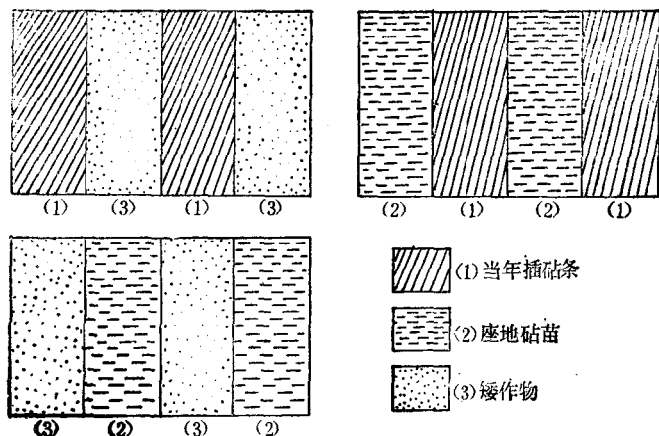 (1) (3) (1) (3)
(2) (1) (2) (1)
(3) (2) (3) (2)
(1)当年插砧条
(2)座地砧苗
(3)矮作物